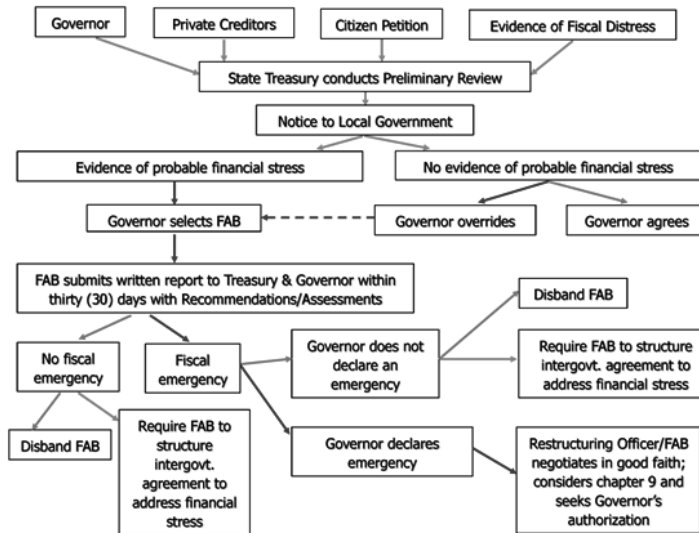 Governor
Private Creditors
Citizen Petition
Evidence of Fiscal Distress
State Treasury conducts Preliminary Review
Notice to Local Government
Evidence of probable financial stress
No evidence of probable financial stress
Governor selects FAB
Governor overrides
Governor agrees
FAB submits written report to Treasury & Governor within
thirty (30) days with Recommendations/Assessments
Disband FAB
No fiscal
emergency
Fiscal
emergency
Governor does not
declare an
emergency
Require FAB to structure
intergovt. agreement to
address financial stress
Disband FAB
Require FAB to
structure
intergovt.
agreement to
address financial
stress
Governor declares
emergency
Restructuring Officer/FAB
negotiates in good faith;
considers chapter 9 and
seeks Governor's
authorization